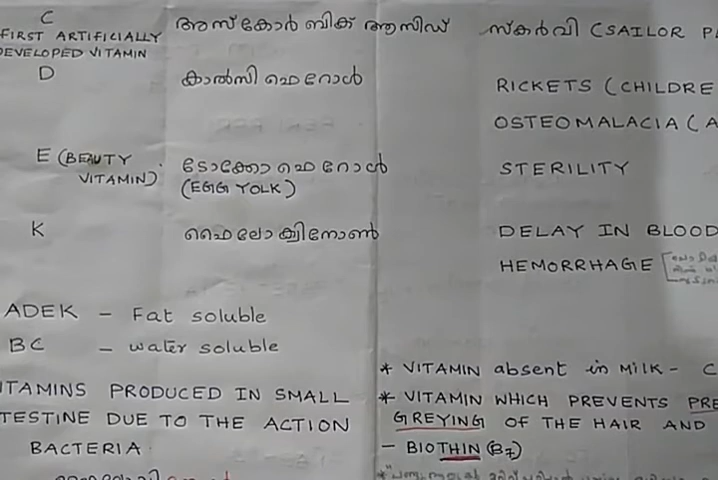 C അസ്കോർബിക് ആസിഡ് സ്കർവി (SAILOR
FIRST ARTIFICIALLY
DEVELOPED VITAMIN
D കാൽസിഫെറോൾ RICKETS (CHILDRE
OSTEOMALACIA (A
E (BEAUTY VITAMIN) ടോക്കോഫെറോൾ STERILITY
(EGG YOLK)
K ഫൈലോക്വിനോൺ DELAY IN BLOOD
HEMORRHAGE
ADEK - Fat soluble
BC - water soluble
ITAMINS PRODUCED IN SMALL
TESTINE DUE TO THE ACTION
BACTERIA
* VITAMIN absent in MILK - C
* VITAMIN WHICH PREVENTS PRE
GREYING OF THE HAIR AND
- BIOTHIN (B7)